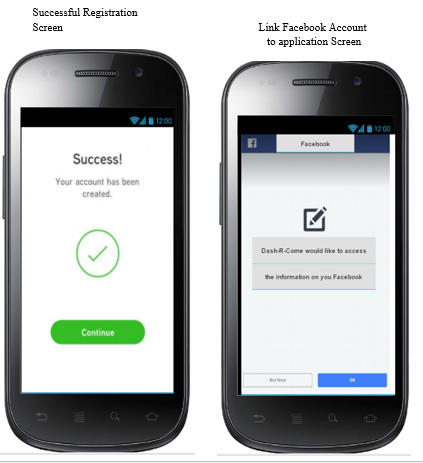 Successful Registration
Screen
Link Facebook Account
to application Screen
12:00
Success!
Your account has been
created.
Continue
12:00
f
Facebook
Dash-R-Come would like to access
the information on you Facebook
Not Now
OK